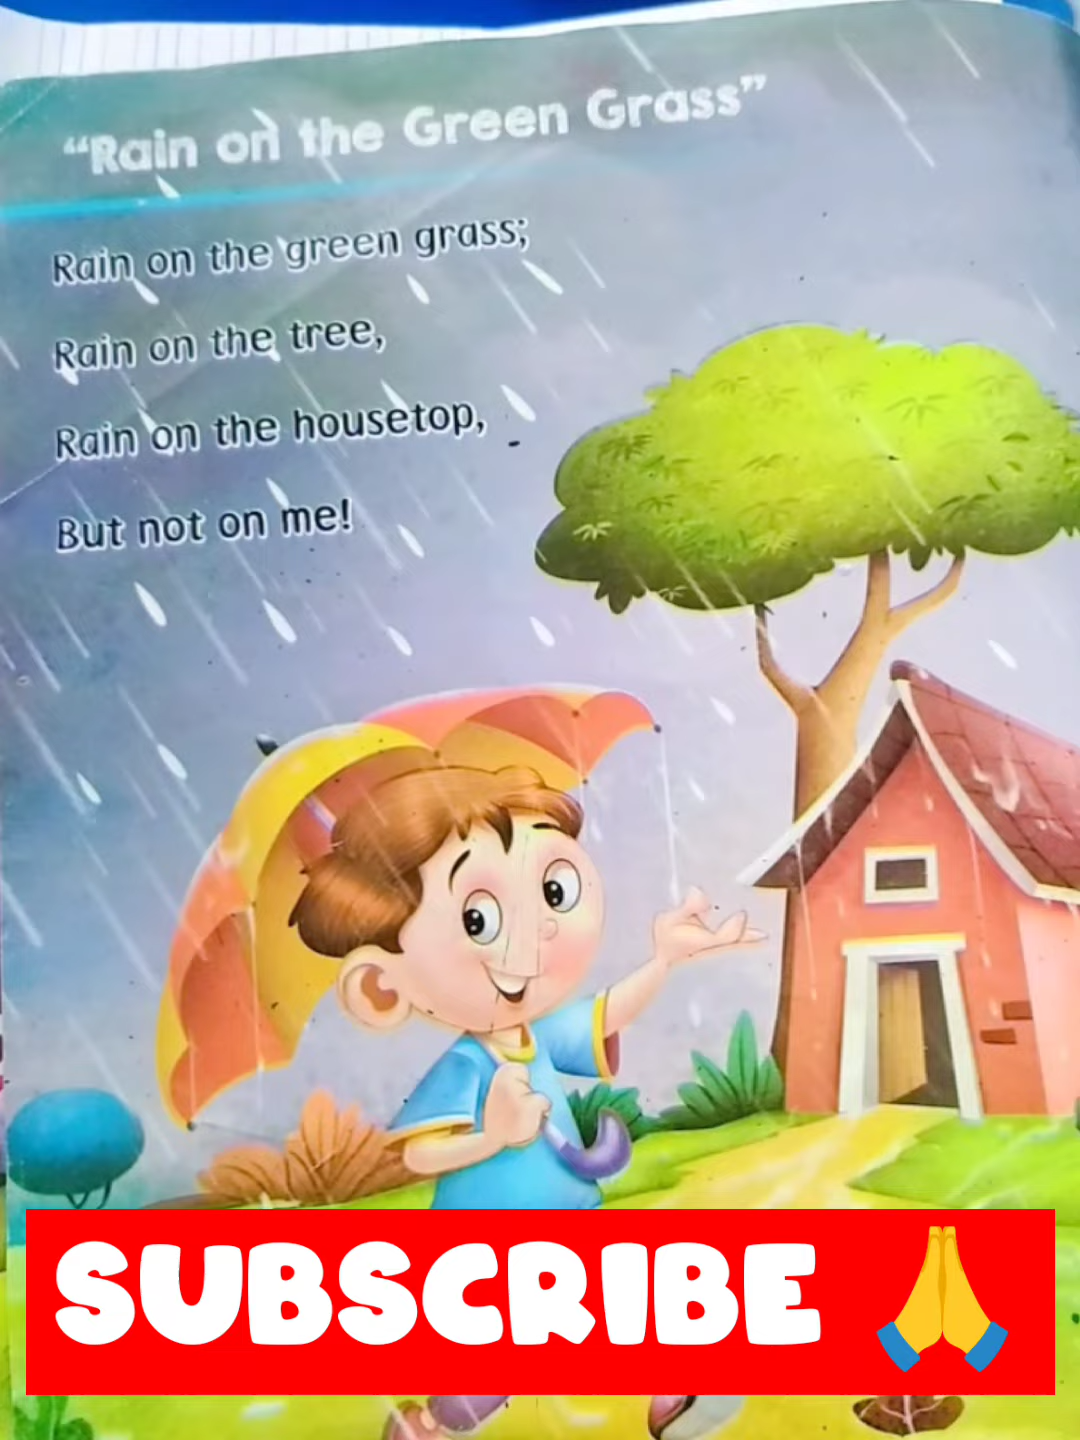 “Rain on the Green Grass”
Rain on the green grass;
Rain on the tree,
Rain on the housetop,
But not on me!
SUBSCRIBE 🙏